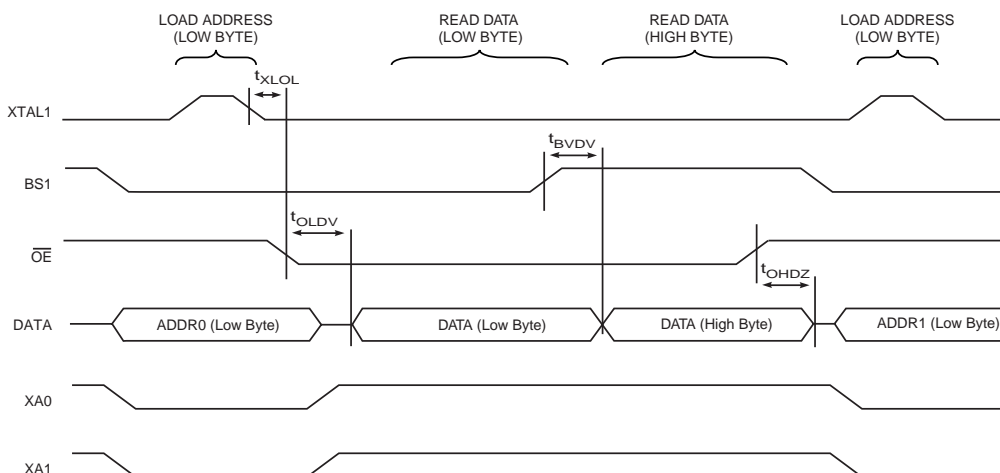 LOAD ADDRESS
(LOW BYTE)
READ DATA
(LOW BYTE)
READ DATA
(HIGH BYTE)
LOAD ADDRESS
(LOW BYTE)
tXLOL
XTAL1
tBVDV
BS1
tOLDV
OE
tOHDZ
DATA
ADDR0 (Low Byte)
DATA (Low Byte)
DATA (High Byte)
ADDR1 (Low Byte)
XA0
XA1